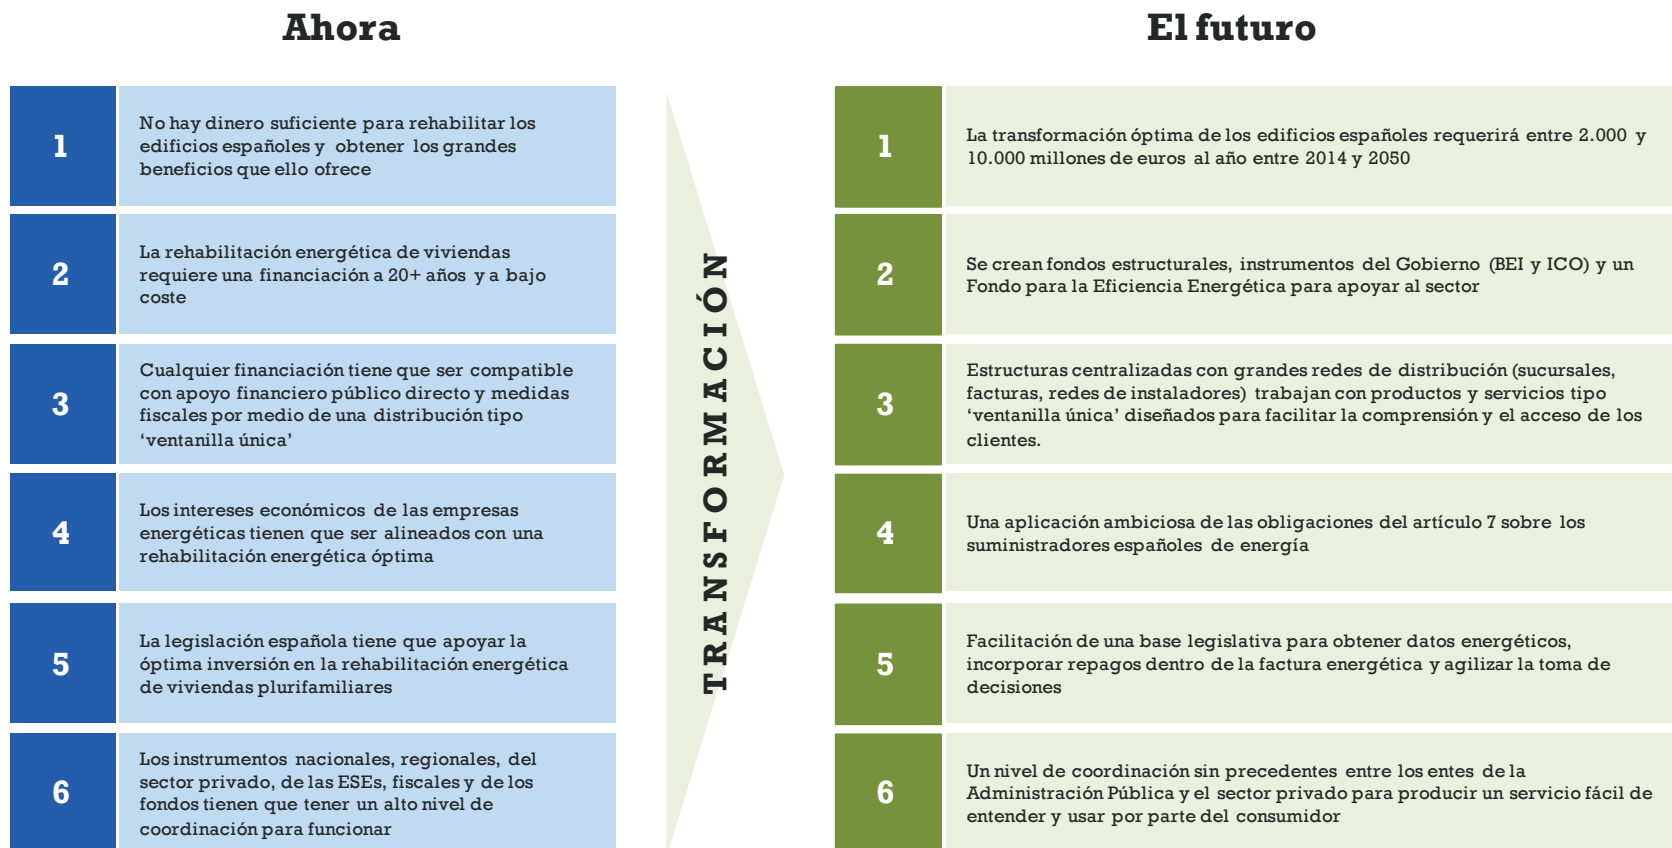 Ahora
1
No hay dinero suficiente para rehabilitar los
edificios españoles y obtener los grandes
beneficios que ello ofrece
2
La rehabilitación energética de viviendas
requiere una financiación a 20+ años y a bajo
coste
3
Cualquier financiación tiene que ser compatible
con apoyo financiero público directo y medidas
fiscales por medio de una distribución tipo
‘ventanilla única’
4
Los intereses económicos de las empresas
energéticas tienen que ser alineados con una
rehabilitación energética óptima
5
La legislación española tiene que apoyar la
óptima inversión en la rehabilitación energética
de viviendas plurifamiliares
6
Los instrumentos nacionales, regionales, del
sector privado, de las ESEs, fiscales y de los
fondos tienen que tener un alto nivel de
coordinación para funcionar
TRANSFORMACIÓN
El futuro
1
La transformación óptima de los edificios españoles requerirá entre 2.000 y
10.000 millones de euros al año entre 2014 y 2050
2
Se crean fondos estructurales, instrumentos del Gobierno (BEI y ICO) y un
Fondo para la Eficiencia Energética para apoyar al sector
3
Estructuras centralizadas con grandes redes de distribución (sucursales,
facturas, redes de instaladores) trabajan con productos y servicios tipo
‘ventanilla única’ diseñados para facilitar la comprensión y el acceso de los
clientes.
4
Una aplicación ambiciosa de las obligaciones del artículo 7 sobre los
suministradores españoles de energía
5
Facilitación de una base legislativa para obtener datos energéticos,
incorporar repagos dentro de la factura energética y agilizar la toma de
decisiones
6
Un nivel de coordinación sin precedentes entre los entes de la
Administración Pública y el sector privado para producir un servicio fácil de
entender y usar por parte del consumidor